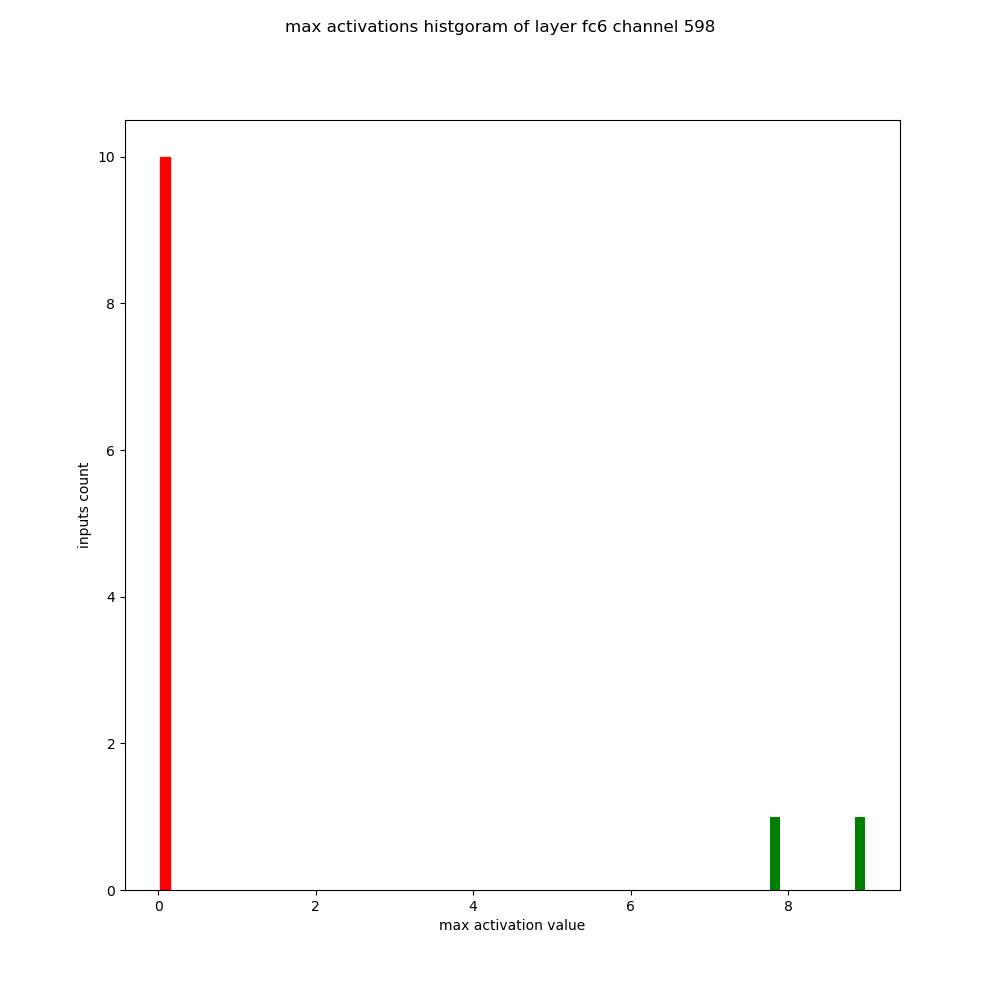 max activations histgoram of layer fc6 channel 598
10
8
6
4
2
0
inputs count
0 2 4 6 8
max activation value